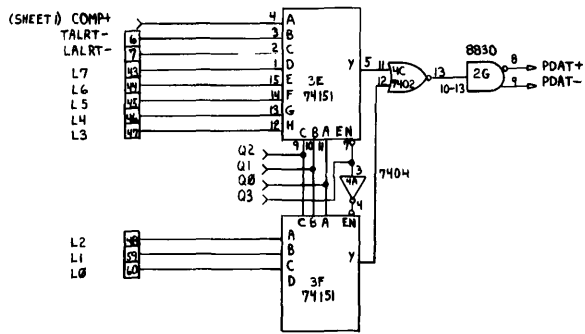 (SHEET1) COMP+
TALRT-
LALRT-
L7
L6
L5
L4
L3
6
7
43
44
45
46
47
4
3
2
1
15
14
13
12
A
B
C
D
E
F
G
H
3E
74151
Y
C B A EN
9 10 11 7
5 11
12
4C
7402
13
10-13
8830
2G
8
9
PDAT+
PDAT-
Q2
Q1
Q0
Q3
3
4A
4
7404
C B A EN
L2
L1
L0
59
60
A
B
C
D
3F
74151
Y